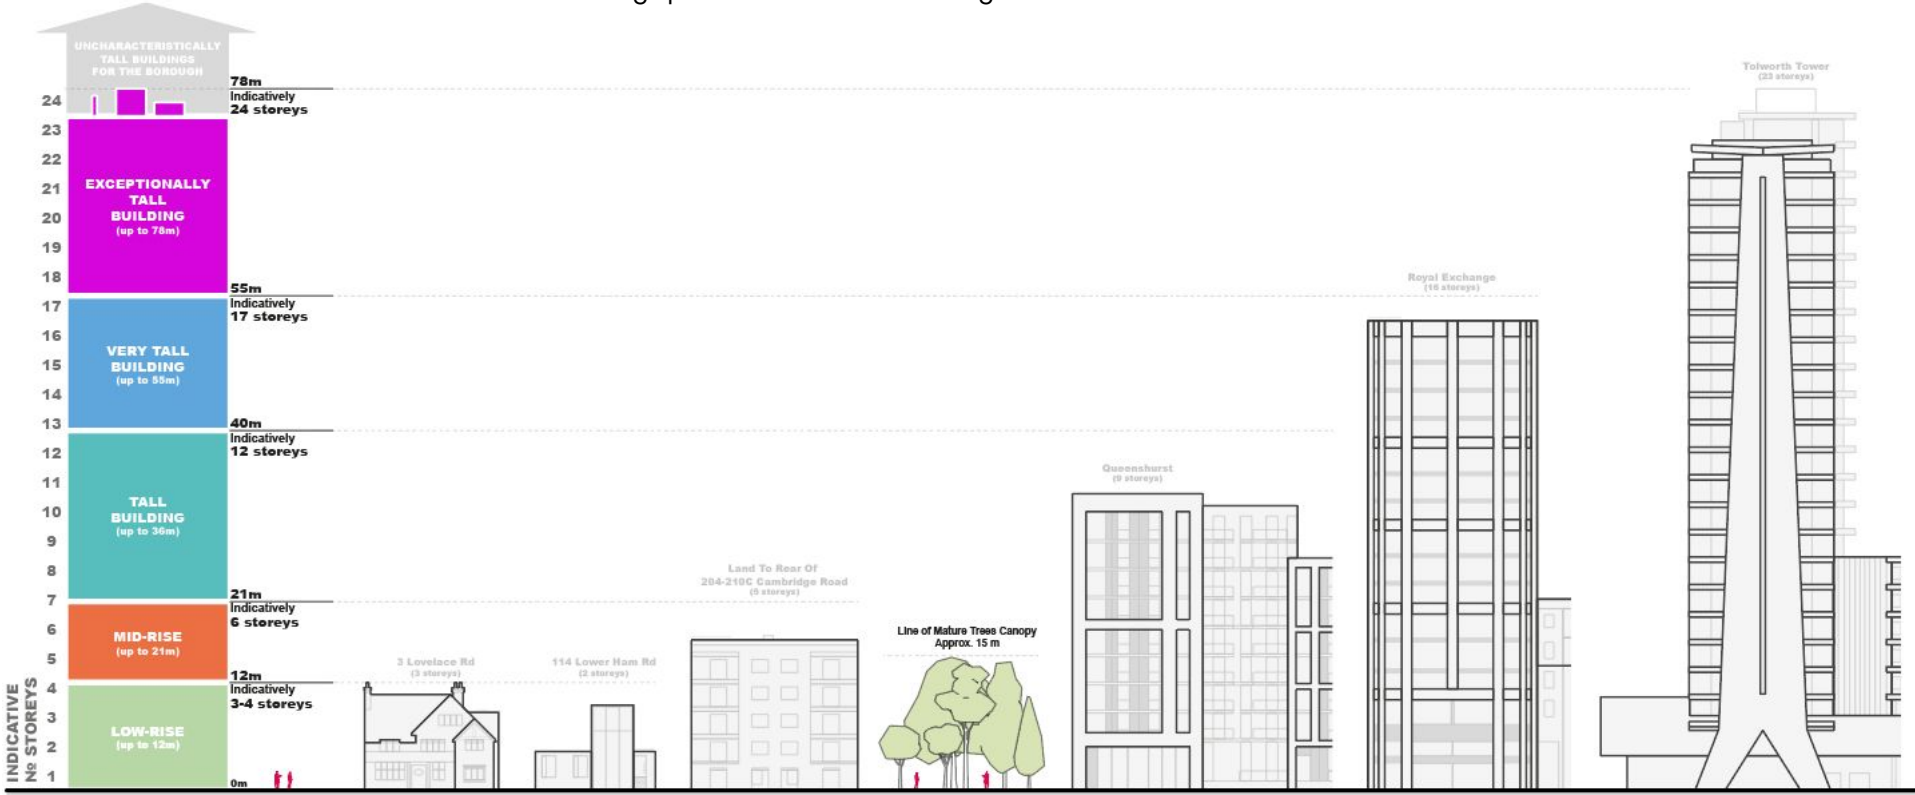 UNCHARACTERISTICALLY
TALL BUILDINGS
FOR THE BOROUGH
78m
Indicatively
24 storeys
24
23
22
21
20
19
18
17
16
15
14
13
12
11
10
9
8
7
6
5
4
3
2
1
INDICATIVE
Nº STOREYS
EXCEPTIONALLY
TALL
BUILDING
(up to 78m)
55m
Indicatively
17 storeys
VERY TALL
BUILDING
(up to 55m)
40m
Indicatively
12 storeys
TALL
BUILDING
(up to 36m)
21m
Indicatively
6 storeys
MID-RISE
(up to 21m)
12m
Indicatively
3-4 storeys
LOW-RISE
(up to 12m)
0m
3 Lovelace Rd
(3 storeys)
114 Lower Ham Rd
(2 storeys)
Land To Rear Of
204-210C Cambridge Road
(5 storeys)
Line of Mature Trees Canopy
Approx. 15 m
Queenshurst
(9 storeys)
Royal Exchange
(16 storeys)
Tolworth Tower
(23 storeys)